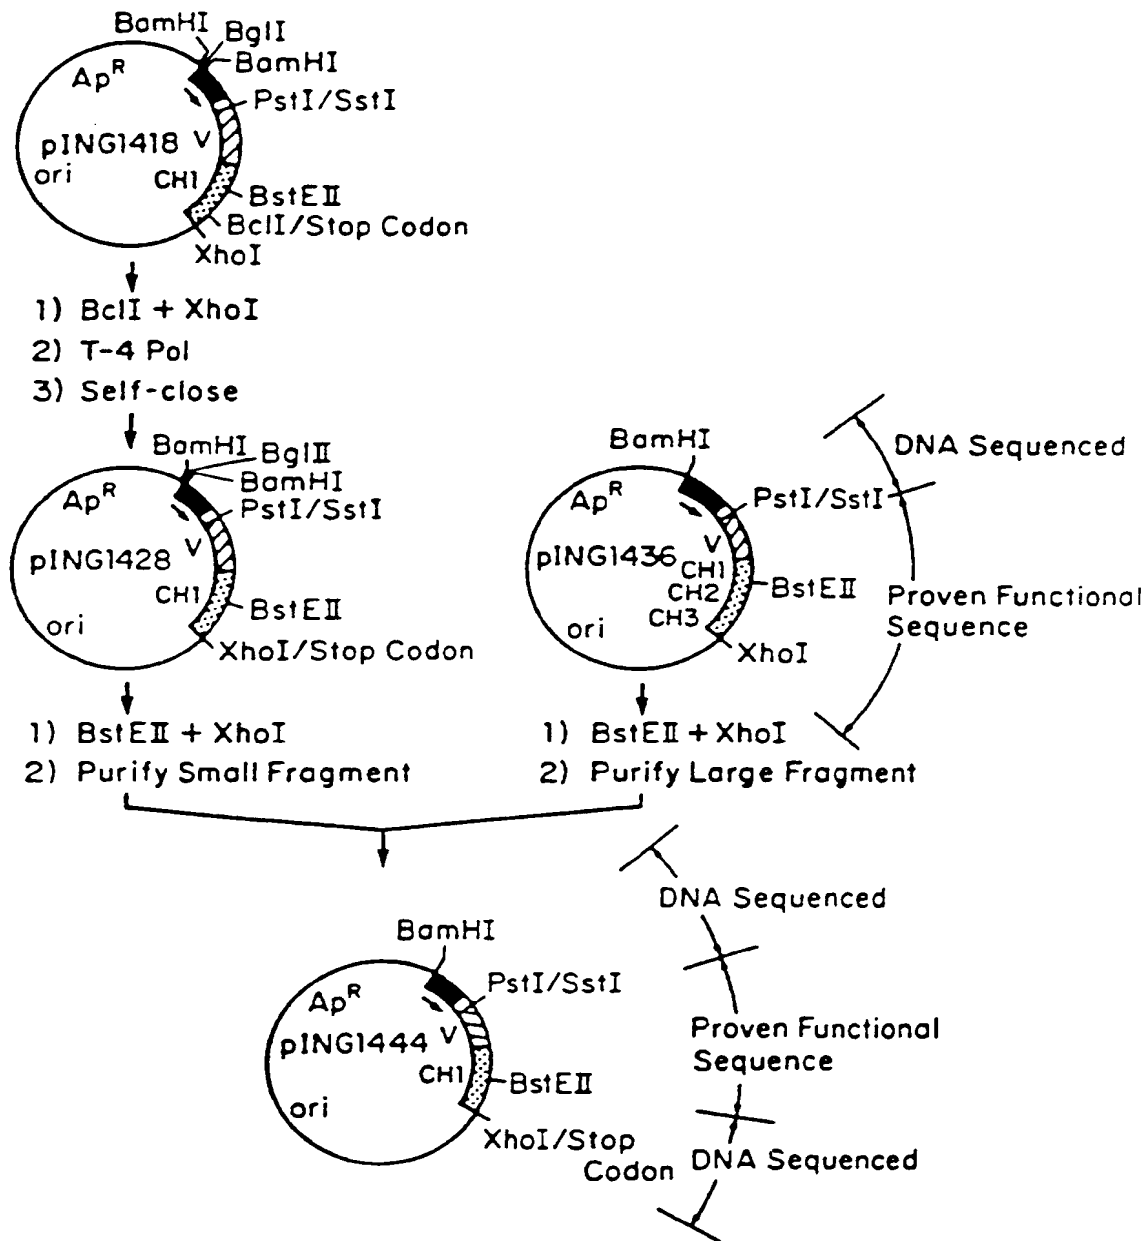 BamHI
BglI
BamHI
Ap^R
PstI/SstI
pING1418
V
ori
CH1
BstEII
BclI/Stop Codon
XhoI
1) BclI + XhoI
2) T-4 Pol
3) Self-close
BamHI
BglII
BamHI
Ap^R
PstI/SstI
V
pING1428
CH1
BstEII
ori
XhoI/Stop Codon
1) BstEII + XhoI
2) Purify Small Fragment
BamHI
Ap^R
PstI/SstI
V
pING1436
CH1
CH2
CH3
BstEII
ori
XhoI
DNA Sequenced
Proven Functional
Sequence
1) BstEII + XhoI
2) Purify Large Fragment
BamHI
Ap^R
PstI/SstI
V
pING1444
CH1
BstEII
ori
XhoI/Stop
Codon
DNA Sequenced
Proven Functional
Sequence
DNA Sequenced